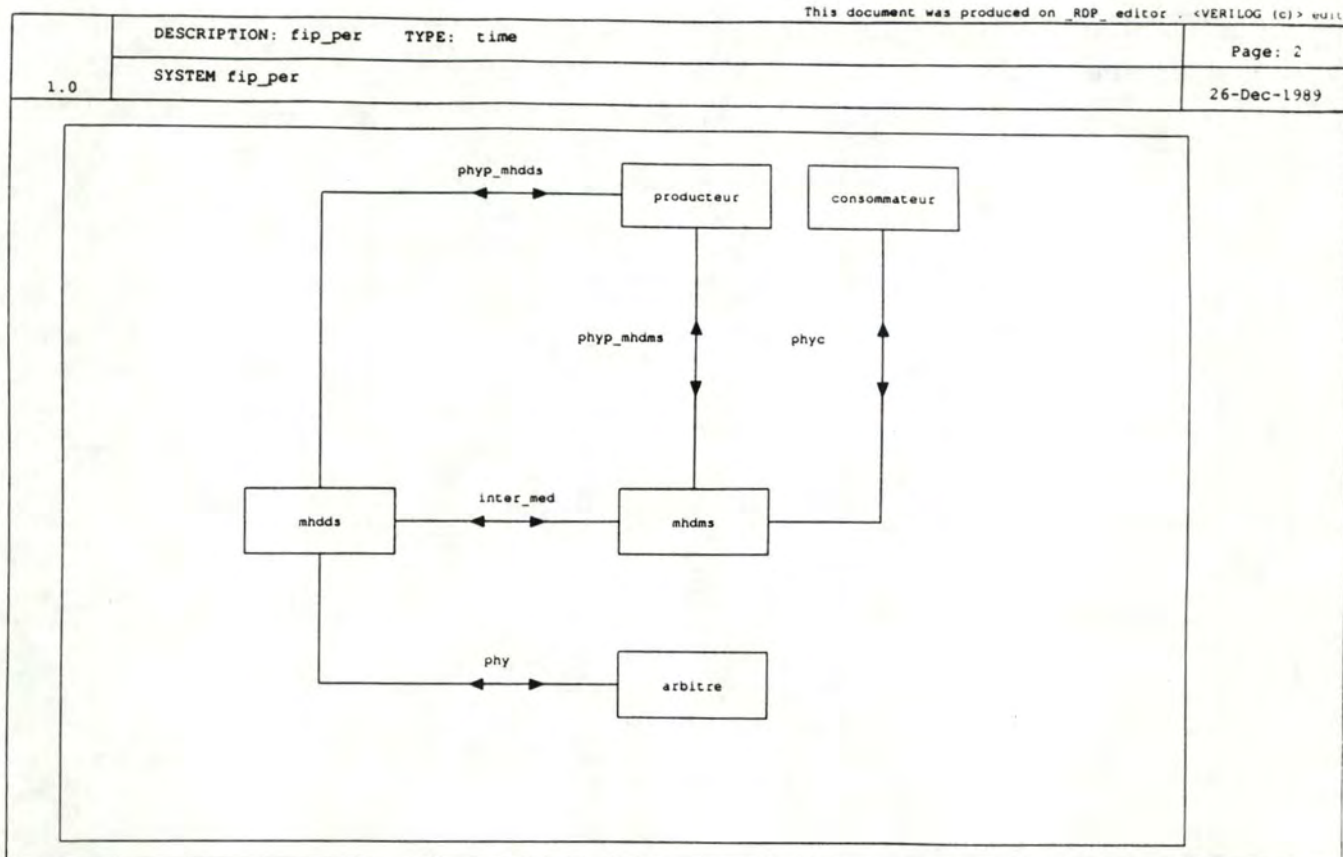 This document was produced on _RDP_ editor . <VERILOG (c)>
DESCRIPTION: fip_per TYPE: time
Page: 2
1.0
SYSTEM fip_per
26-Dec-1989
phyp_mhdds
producteur
consommateur
phyp_mhdms
phyc
mhdds
inter_med
mhdms
phy
arbitre